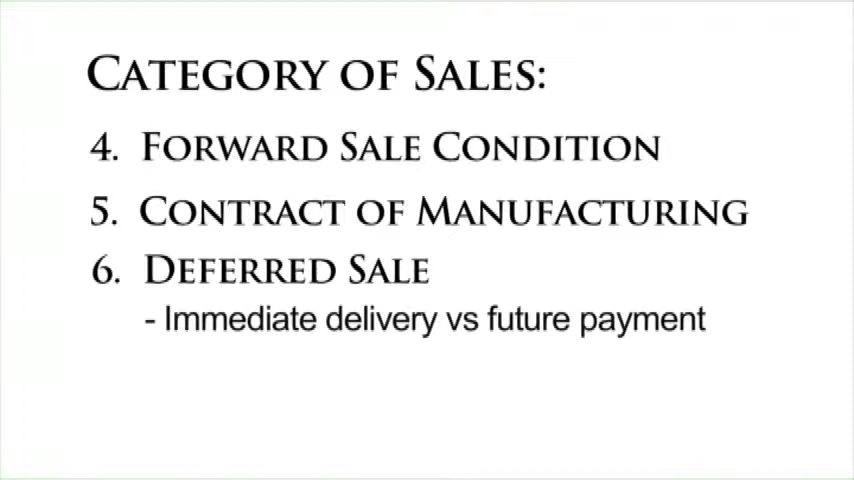 Category of Sales:
4. Forward Sale Condition
5. Contract of Manufacturing
6. Deferred Sale
- Immediate delivery vs future payment